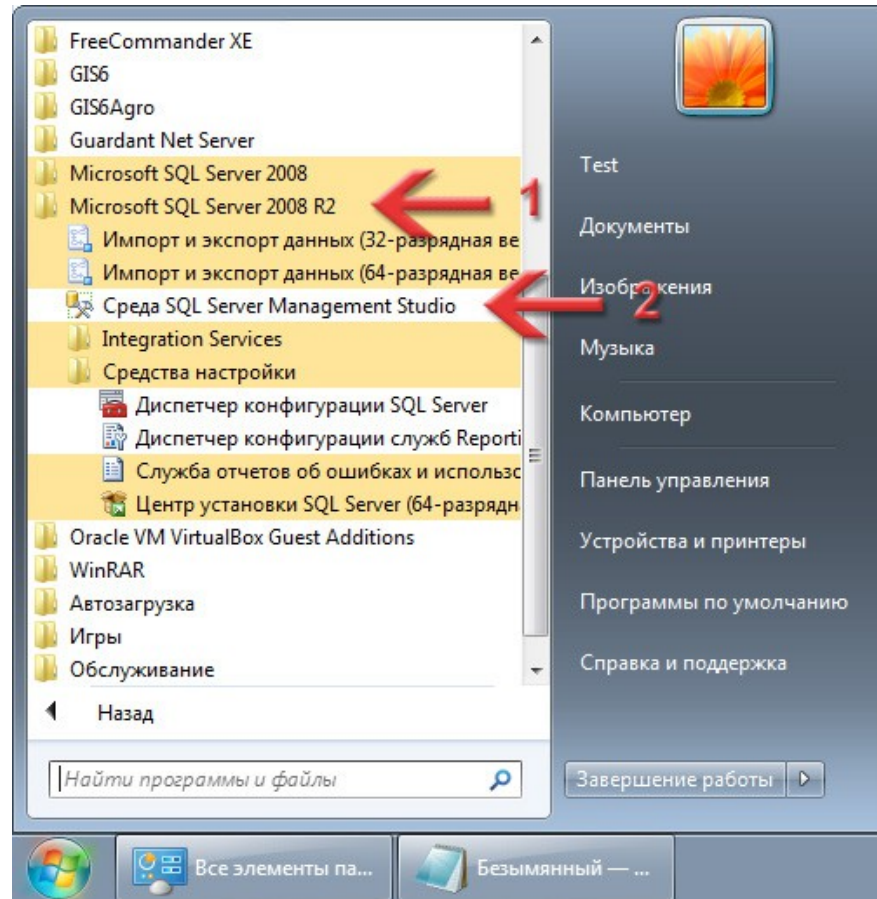 FreeCommander XE
GIS6
GIS6Agro
Guardant Net Server
Microsoft SQL Server 2008
Microsoft SQL Server 2008 R2
1
Импорт и экспорт данных (32-разрядная ве
Импорт и экспорт данных (64-разрядная ве
Среда SQL Server Management Studio
2
Integration Services
Средства настройки
Диспетчер конфигурации SQL Server
Диспетчер конфигурации служб Reporti
Служба отчетов об ошибках и использс
Центр установки SQL Server (64-разрядн
Oracle VM VirtualBox Guest Additions
WinRAR
Автозагрузка
Игры
Обслуживание
Назад
Найти программы и файлы
Test
Документы
Изображения
Музыка
Компьютер
Панель управления
Устройства и принтеры
Программы по умолчанию
Справка и поддержка
Завершение работы
Все элементы па...
Безымянный — ...